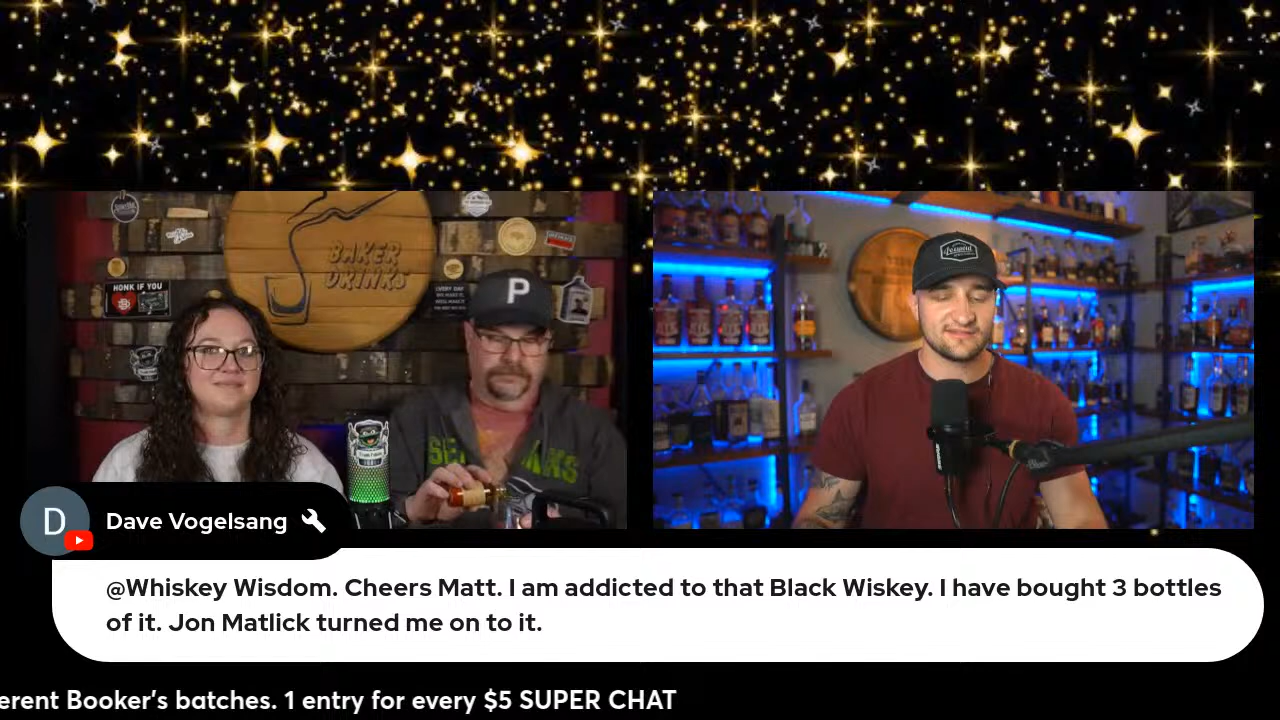 BAKER
DRINKS
HONK IF YOU
P
D
Dave Vogelsang
@Whiskey Wisdom. Cheers Matt. I am addicted to that Black Wiskey. I have bought 3 bottles
of it. Jon Matlick turned me on to it.
erent Booker's batches. 1 entry for every $5 SUPER CHAT